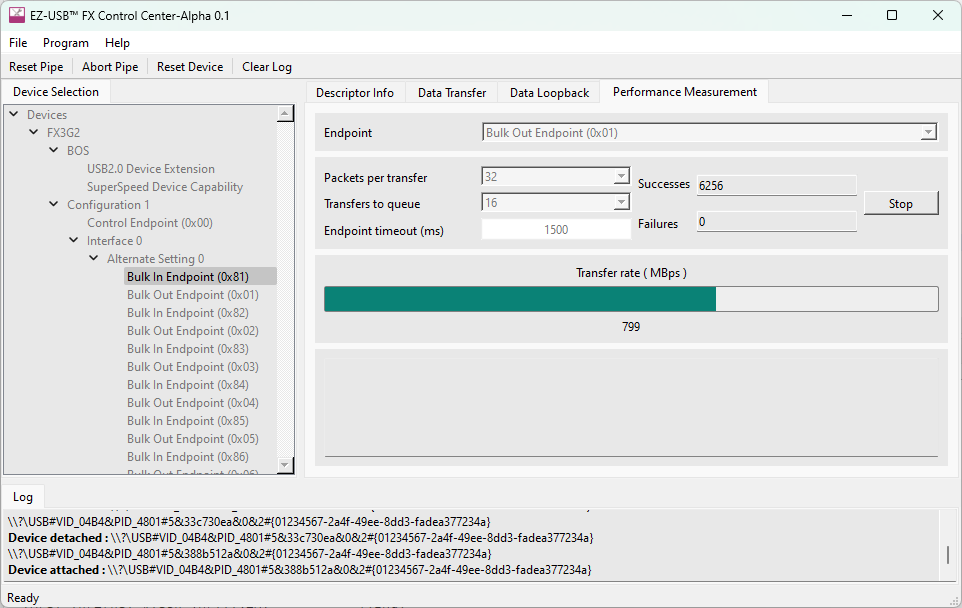 EZ-USB™ FX Control Center-Alpha 0.1
File Program Help
Reset Pipe Abort Pipe Reset Device Clear Log
Device Selection
Devices
FX3G2
BOS
USB2.0 Device Extension
SuperSpeed Device Capability
Configuration 1
Control Endpoint (0x00)
Interface 0
Alternate Setting 0
Bulk In Endpoint (0x81)
Bulk Out Endpoint (0x01)
Bulk In Endpoint (0x82)
Bulk Out Endpoint (0x02)
Bulk In Endpoint (0x83)
Bulk Out Endpoint (0x03)
Bulk In Endpoint (0x84)
Bulk Out Endpoint (0x04)
Bulk In Endpoint (0x85)
Bulk Out Endpoint (0x05)
Bulk In Endpoint (0x86)
Bulk Out Endpoint (0x06)
Descriptor Info Data Transfer Data Loopback Performance Measurement
Endpoint Bulk Out Endpoint (0x01)
Packets per transfer 32
Transfers to queue 16
Endpoint timeout (ms) 1500
Successes 6256
Failures 0
Stop
Transfer rate ( MBps )
799
Log
\\?\USB#VID_04B4&PID_4801#5&33c730ea&0&2#{01234567-2a4f-49ee-8dd3-fadea377234a}
Device detached : \\?\USB#VID_04B4&PID_4801#5&33c730ea&0&2#{01234567-2a4f-49ee-8dd3-fadea377234a}
\\?\USB#VID_04B4&PID_4801#5&388b512a&0&2#{01234567-2a4f-49ee-8dd3-fadea377234a}
Device attached : \\?\USB#VID_04B4&PID_4801#5&388b512a&0&2#{01234567-2a4f-49ee-8dd3-fadea377234a}
Ready